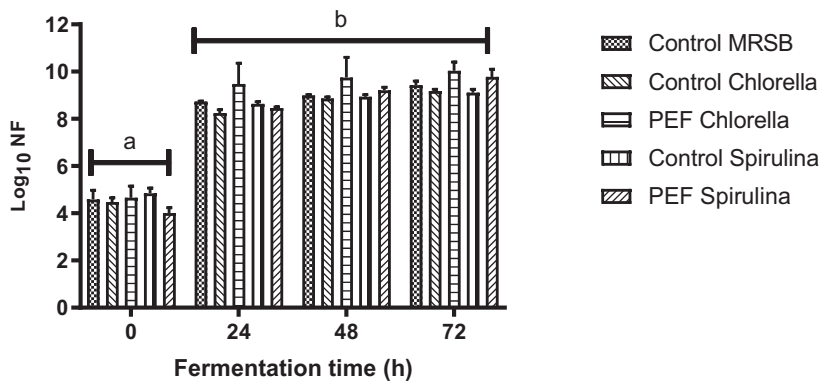 12
10
8
6
4
2
0
Log10 NF
a
b
0 24 48 72
Fermentation time (h)
Control MRSB
Control Chlorella
PEF Chlorella
Control Spirulina
PEF Spirulina